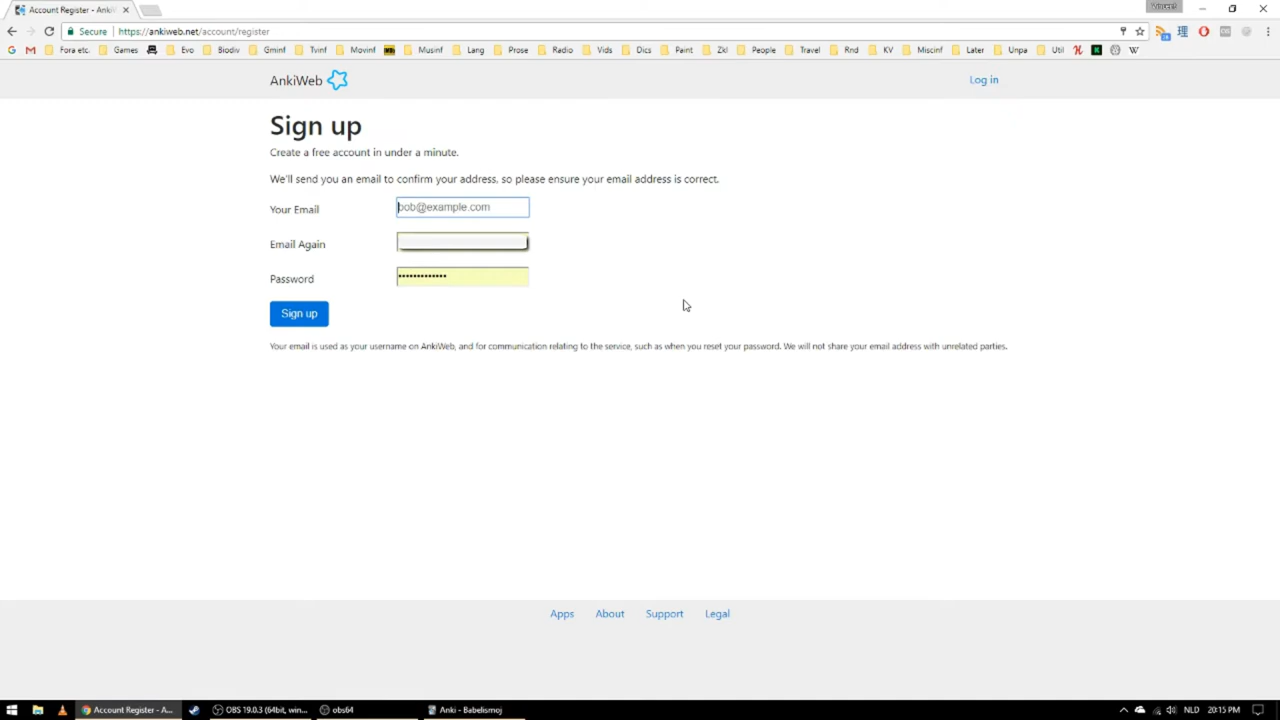 Account Register - Anki
Secure https://ankiweb.net/account/register
Fora etc. Games Evo Biodiv Gminf Tvinf Movinf Musinf Lang Prose Radio Vids Dics Paint Zkl People Travel Rnd KV Miscinf Later Unpa Util
AnkiWeb
Log in
Sign up
Create a free account in under a minute.
We'll send you an email to confirm your address, so please ensure your email address is correct.
Your Email bob@example.com
Email Again
Password •••••••••••••
Sign up
Your email is used as your username on AnkiWeb, and for communication relating to the service, such as when you reset your password. We will not share your email address with unrelated parties.
Apps About Support Legal
Account Register - A... OBS 19.0.3 (64bit, win... obs64 Anki - Babelismoj NLD 20:15 PM